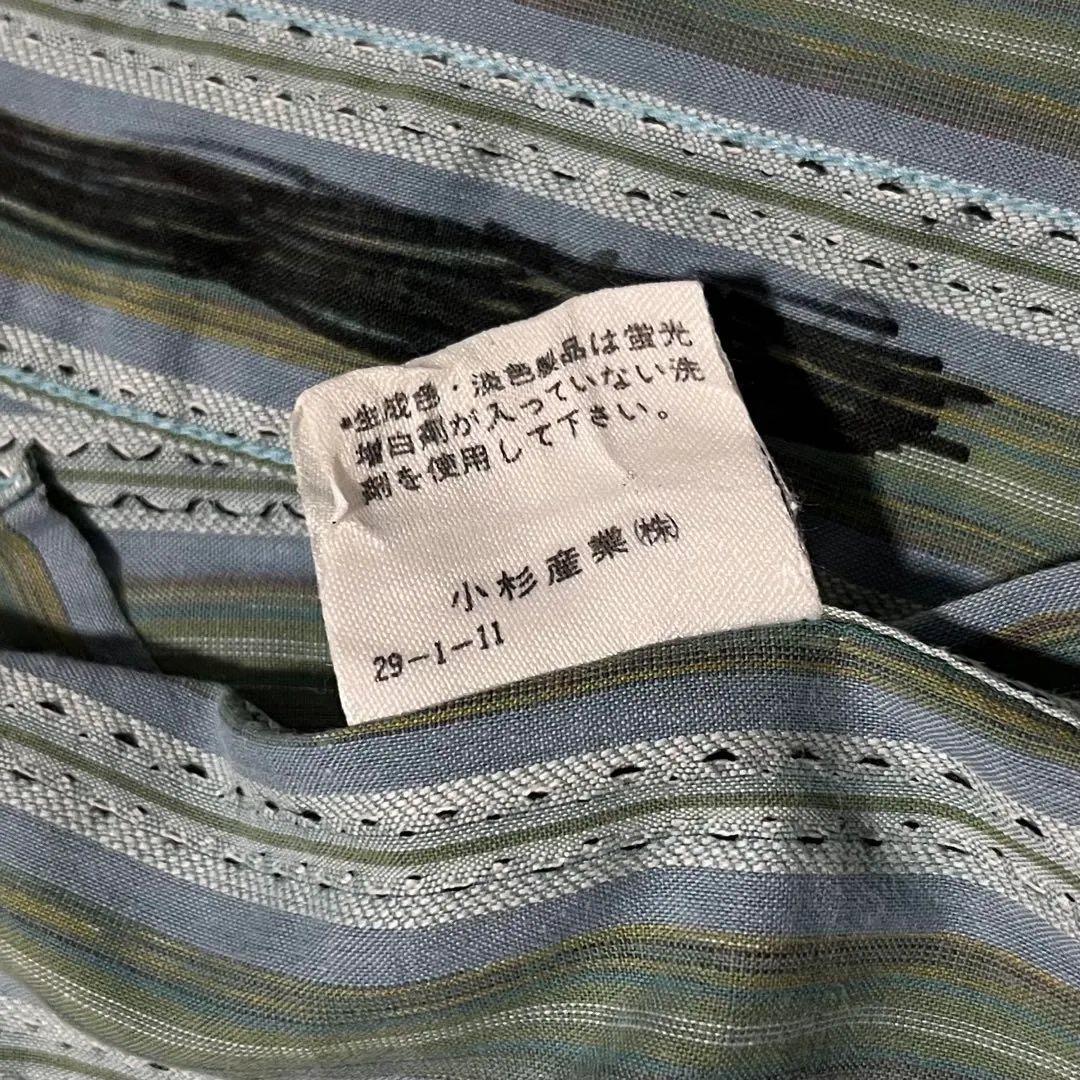 *生成色・淡色製品は蛍光
増白剤が入っていない洗
剤を使用して下さい。
小杉産業(株)
29-1-11